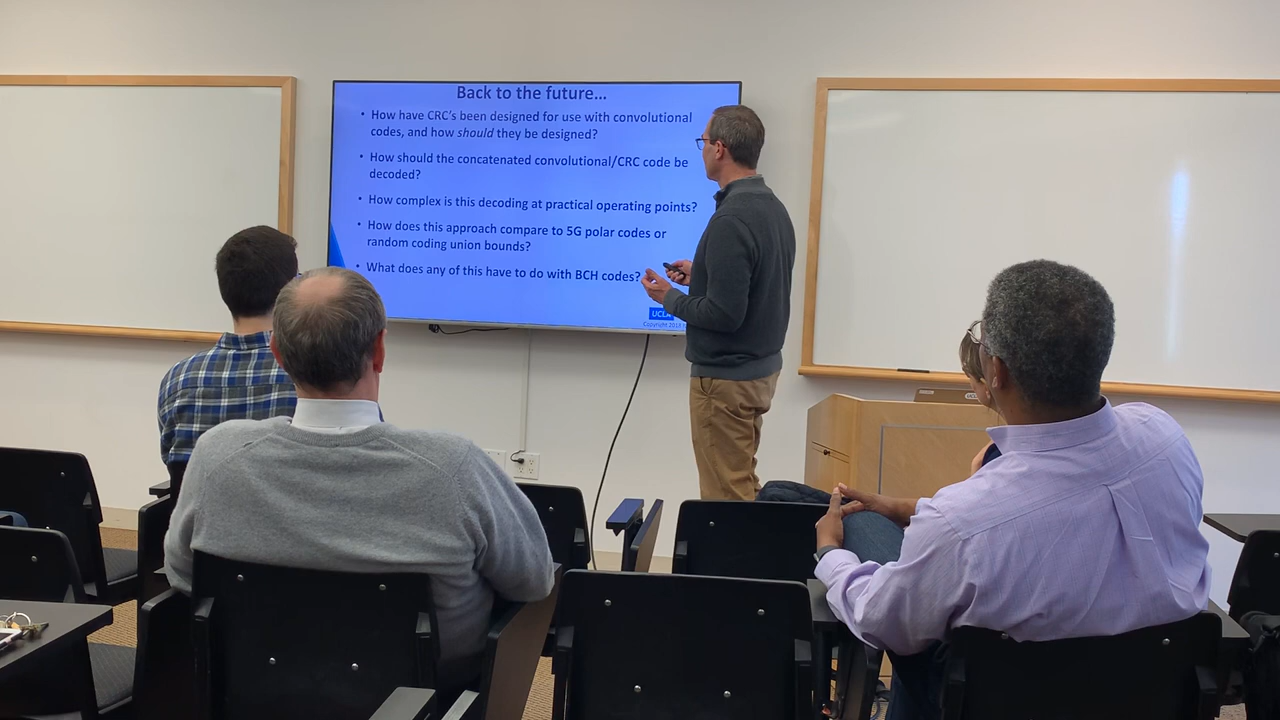 Back to the future...
• How have CRC's been designed for use with convolutional
codes, and how should they be designed?
• How should the concatenated convolutional/CRC code be
decoded?
• How complex is this decoding at practical operating points?
• How does this approach compare to 5G polar codes or
random coding union bounds?
• What does any of this have to do with BCH codes?
UCLA
Copyright